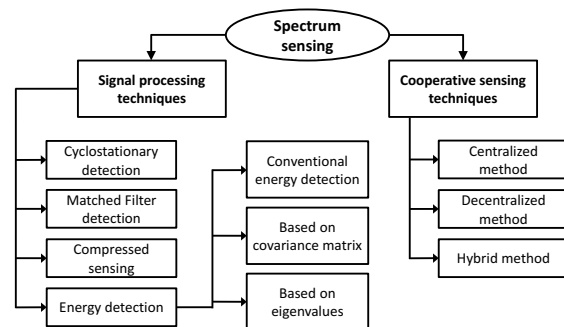 Spectrum
sensing
Signal processing
techniques
Cooperative sensing
techniques
Cyclostationary
detection
Matched Filter
detection
Compressed
sensing
Energy detection
Conventional
energy detection
Based on
covariance matrix
Based on
eigenvalues
Centralized
method
Decentralized
method
Hybrid method